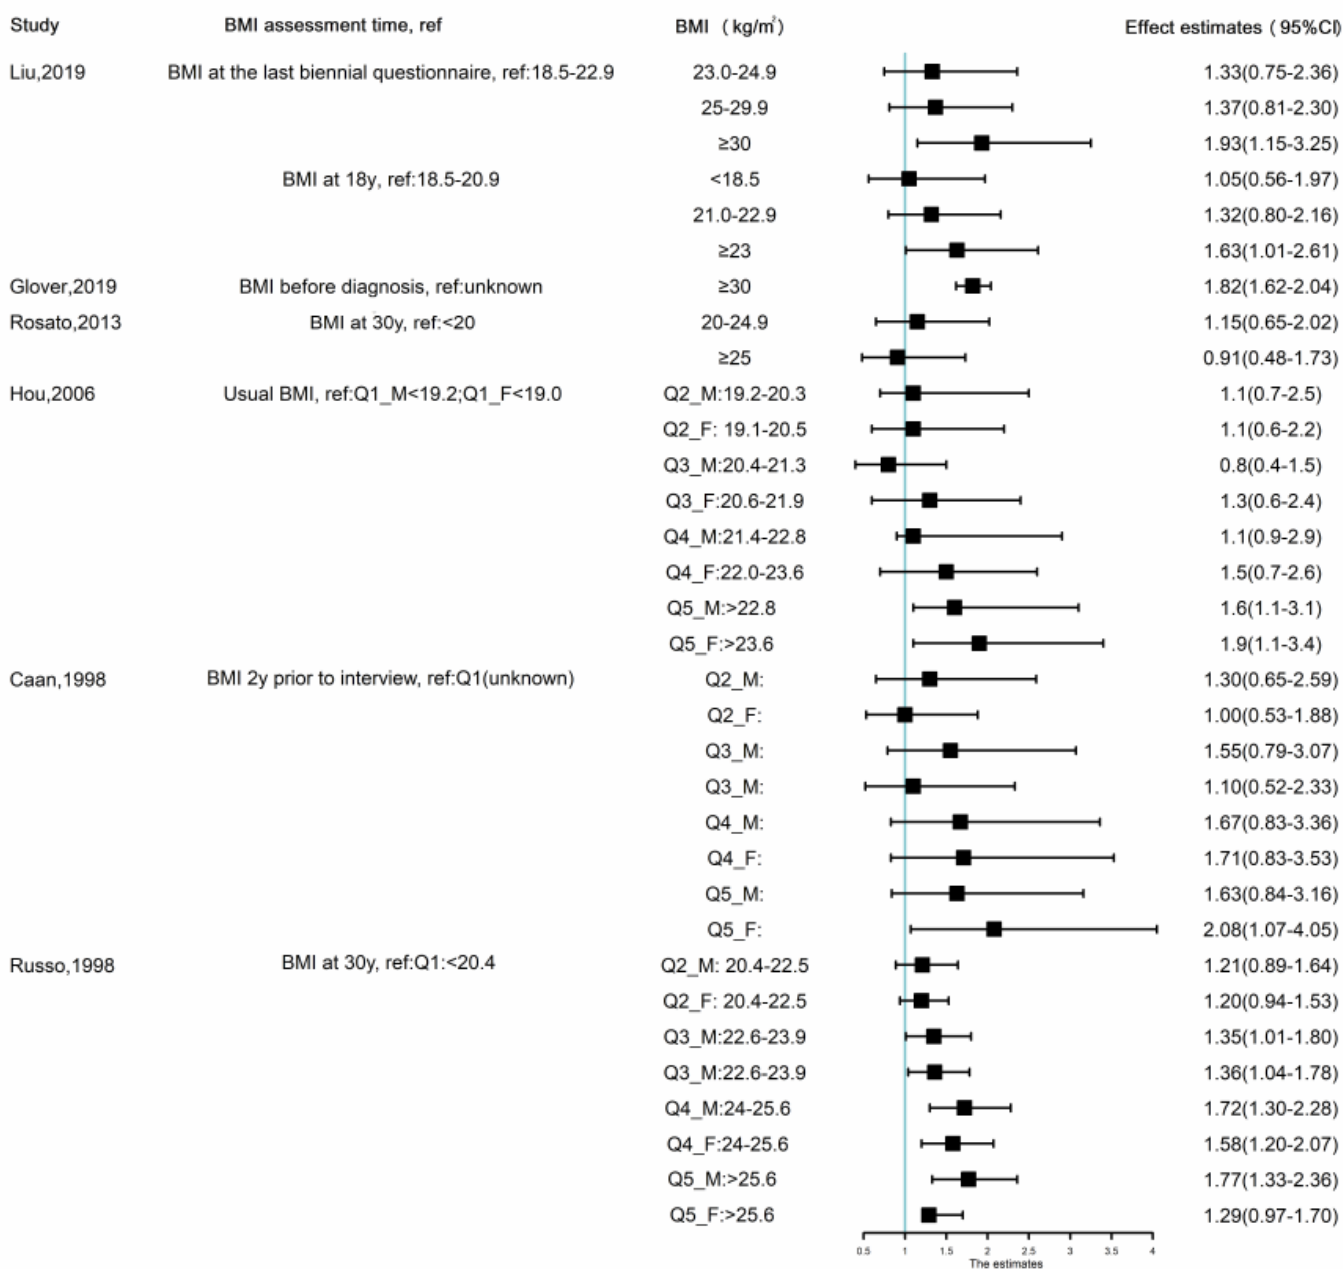 Study BMI assessment time, ref BMI (kg/m²) Effect estimates (95%CI)
Liu,2019 BMI at the last biennial questionnaire, ref:18.5-22.9 23.0-24.9 1.33(0.75-2.36)
25-29.9 1.37(0.81-2.30)
≥30 1.93(1.15-3.25)
BMI at 18y, ref:18.5-20.9 <18.5 1.05(0.56-1.97)
21.0-22.9 1.32(0.80-2.16)
≥23 1.63(1.01-2.61)
Glover,2019 BMI before diagnosis, ref:unknown ≥30 1.82(1.62-2.04)
Rosato,2013 BMI at 30y, ref:<20 20-24.9 1.15(0.65-2.02)
≥25 0.91(0.48-1.73)
Hou,2006 Usual BMI, ref:Q1_M<19.2;Q1_F<19.0 Q2_M:19.2-20.3 1.1(0.7-2.5)
Q2_F: 19.1-20.5 1.1(0.6-2.2)
Q3_M:20.4-21.3 0.8(0.4-1.5)
Q3_F:20.6-21.9 1.3(0.6-2.4)
Q4_M:21.4-22.8 1.1(0.9-2.9)
Q4_F:22.0-23.6 1.5(0.7-2.6)
Q5_M:>22.8 1.6(1.1-3.1)
Q5_F:>23.6 1.9(1.1-3.4)
Caan,1998 BMI 2y prior to interview, ref:Q1(unknown) Q2_M: 1.30(0.65-2.59)
Q2_F: 1.00(0.53-1.88)
Q3_M: 1.55(0.79-3.07)
Q3_M: 1.10(0.52-2.33)
Q4_M: 1.67(0.83-3.36)
Q4_F: 1.71(0.83-3.53)
Q5_M: 1.63(0.84-3.16)
Q5_F: 2.08(1.07-4.05)
Russo,1998 BMI at 30y, ref:Q1:<20.4 Q2_M: 20.4-22.5 1.21(0.89-1.64)
Q2_F: 20.4-22.5 1.20(0.94-1.53)
Q3_M:22.6-23.9 1.35(1.01-1.80)
Q3_M:22.6-23.9 1.36(1.04-1.78)
Q4_M:24-25.6 1.72(1.30-2.28)
Q4_F:24-25.6 1.58(1.20-2.07)
Q5_M:>25.6 1.77(1.33-2.36)
Q5_F:>25.6 1.29(0.97-1.70)
0.5 1 1.5 2 2.5 3 3.5 4
The estimates